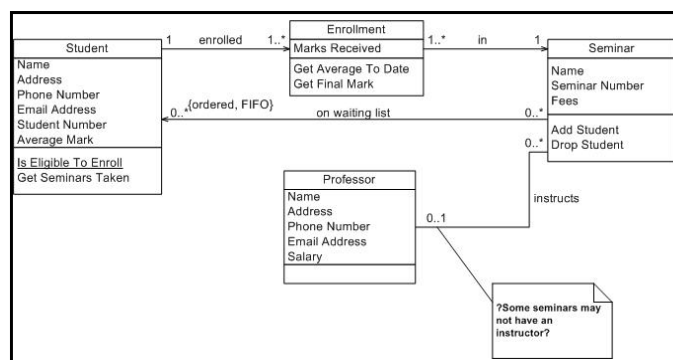 Enrollment
Student
1 enrolled 1..*
Marks Received
1..* in 1
Seminar
Name
Address
Phone Number
Email Address
Student Number
Average Mark
Get Average To Date
Get Final Mark
Name
Seminar Number
Fees
{ordered, FIFO}
0..* on waiting list 0..*
Is Eligible To Enroll
Get Seminars Taken
Add Student
Drop Student
0..*
Professor
Name
Address
Phone Number
Email Address
Salary
instructs
0..1
?Some seminars may
not have an
instructor?